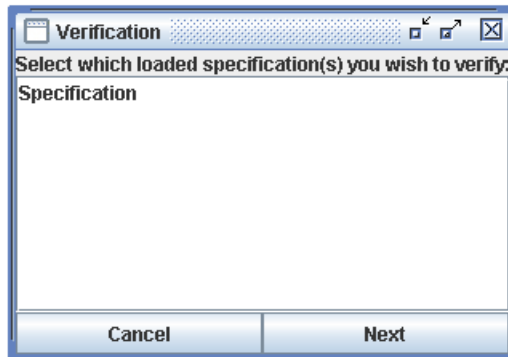 Verification
Select which loaded specification(s) you wish to verify:
Specification
Cancel Next